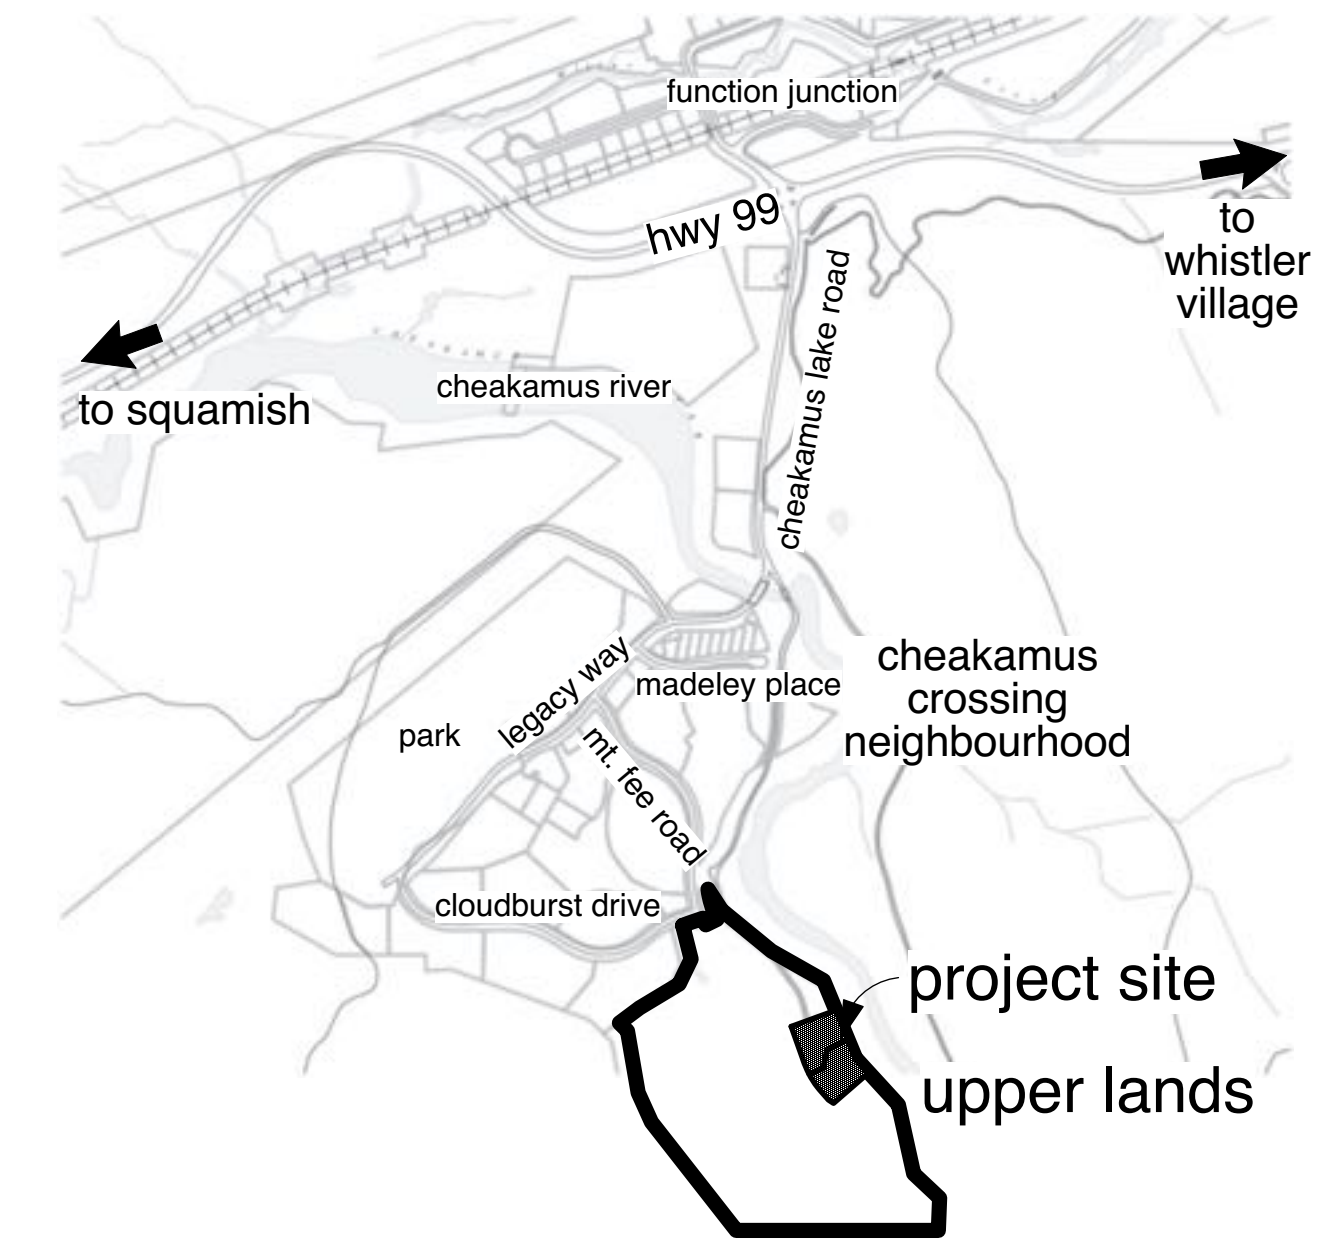 function junction
hwy 99
to
whistler
village
cheakamus lake road
cheakamus river
to squamish
cheakamus
crossing
neighbourhood
legacy way
madeley place
park
mt. fee road
cloudburst drive
project site
upper lands